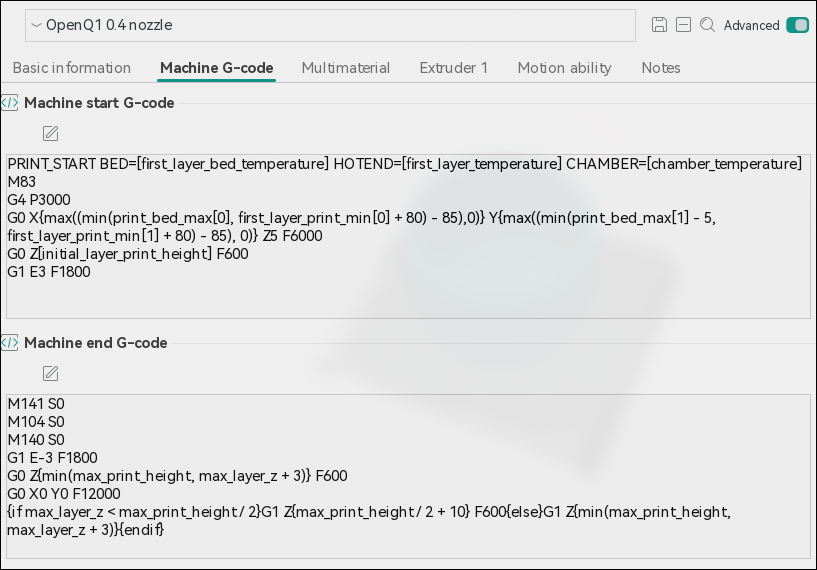 OpenQ1 0.4 nozzle
Advanced
Basic information Machine G-code Multimaterial Extruder 1 Motion ability Notes
</> Machine start G-code
PRINT_START BED=[first_layer_bed_temperature] HOTEND=[first_layer_temperature] CHAMBER=[chamber_temperature]
M83
G4 P3000
G0 X{max((min(print_bed_max[0], first_layer_print_min[0] + 80) - 85),0)} Y{max((min(print_bed_max[1] - 5,
first_layer_print_min[1] + 80) - 85), 0)} Z5 F6000
G0 Z[initial_layer_print_height] F600
G1 E3 F1800
</> Machine end G-code
M141 S0
M104 S0
M140 S0
G1 E-3 F1800
G0 Z{min(max_print_height, max_layer_z + 3)} F600
G0 X0 Y0 F12000
{if max_layer_z < max_print_height / 2}G1 Z{max_print_height / 2 + 10} F600{else}G1 Z{min(max_print_height,
max_layer_z + 3)}{endif}